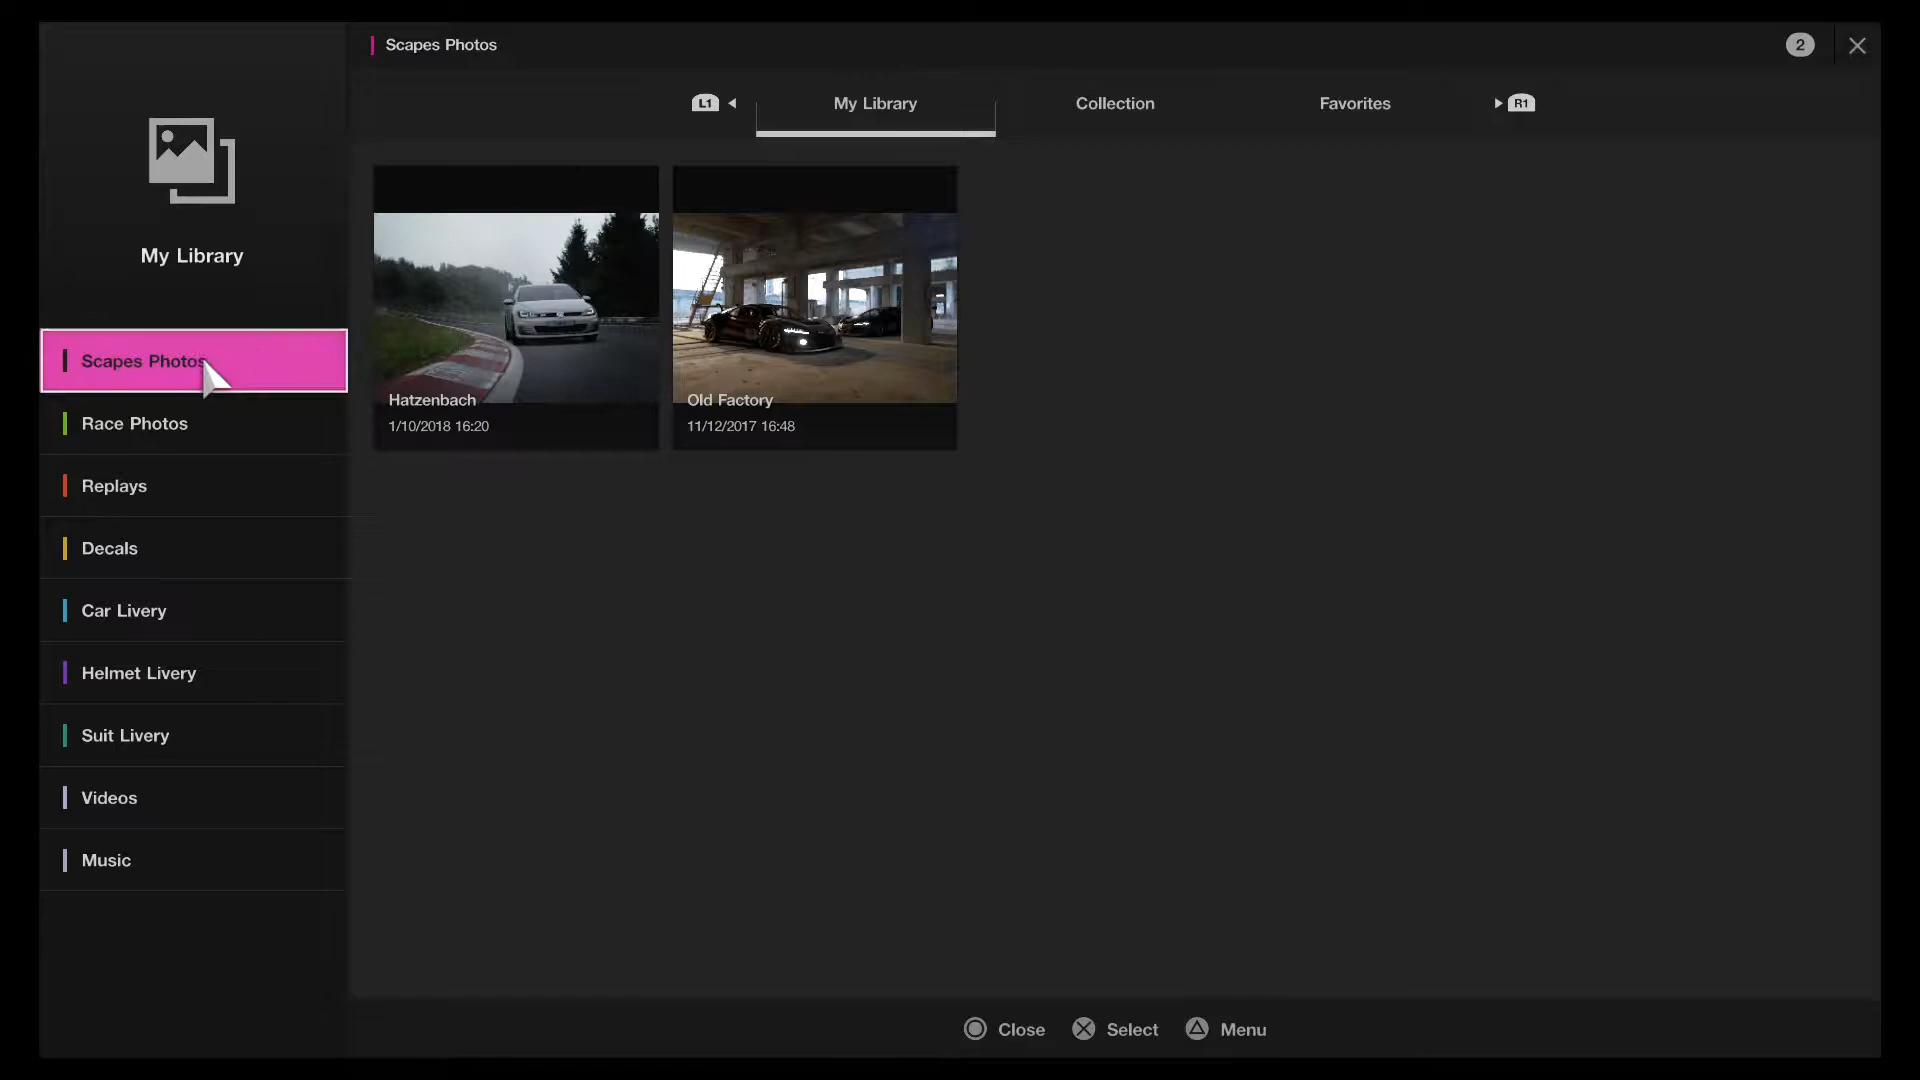 Scapes Photos
2
L1
My Library
Collection
Favorites
R1
My Library
Scapes Photos
Race Photos
Replays
Decals
Car Livery
Helmet Livery
Suit Livery
Videos
Music
Hatzenbach
1/10/2018 16:20
Old Factory
11/12/2017 16:48
Close
Select
Menu